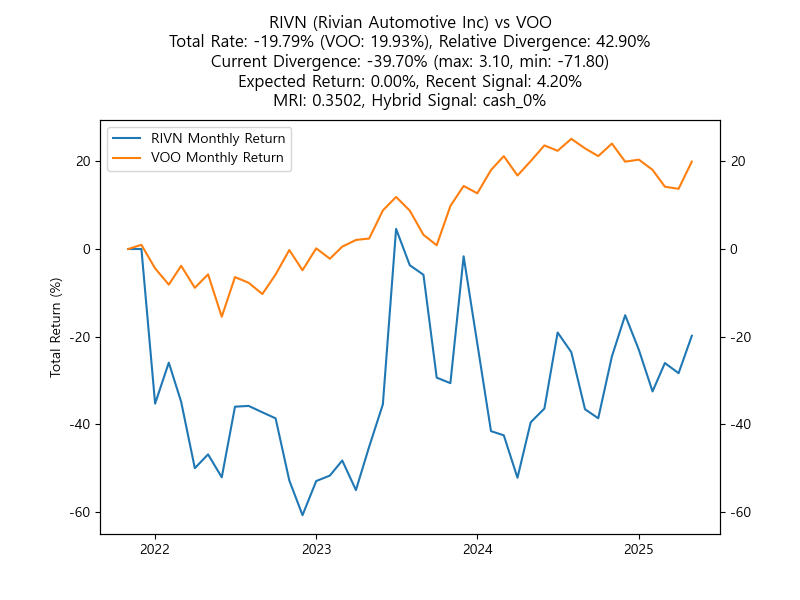 RIVN (Rivian Automotive Inc) vs VOO
Total Rate: -19.79% (VOO: 19.93%), Relative Divergence: 42.90%
Current Divergence: -39.70% (max: 3.10, min: -71.80)
Expected Return: 0.00%, Recent Signal: 4.20%
MRI: 0.3502, Hybrid Signal: cash_0%
RIVN Monthly Return
VOO Monthly Return
Total Return (%)
20
0
-20
-40
-60
20
0
-20
-40
-60
2022
2023
2024
2025